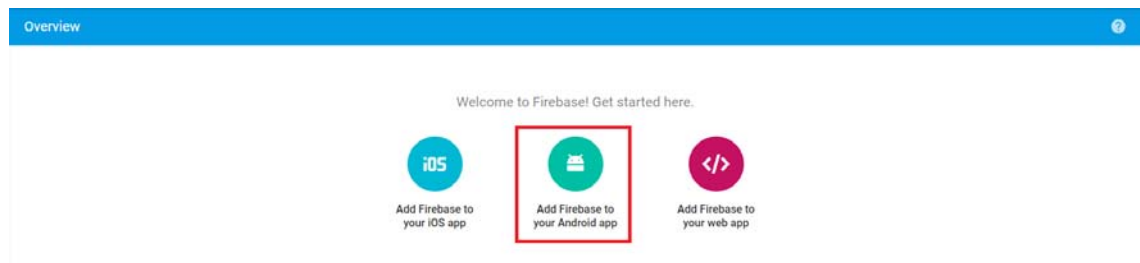 Overview
?
Welcome to Firebase! Get started here.
iOS
</>
Add Firebase to
your iOS app
Add Firebase to
your Android app
Add Firebase to
your web app